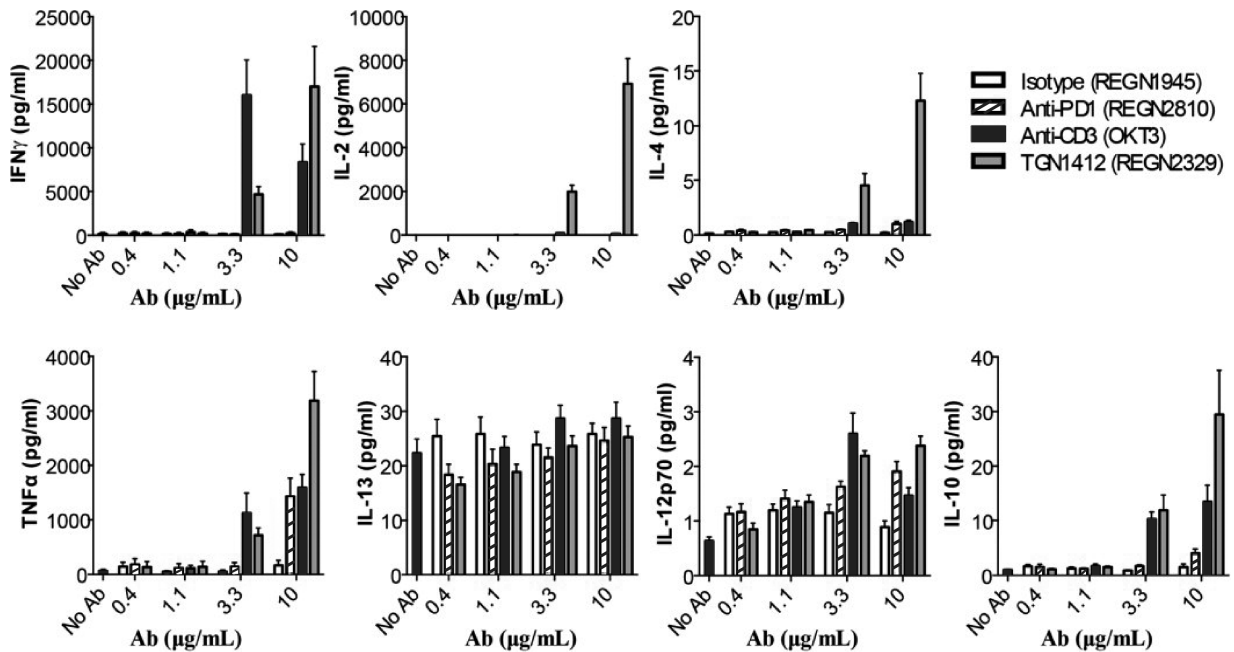 IFNγ (pg/ml)
25000
20000
15000
10000
5000
0
No Ab
0.4
1.1
3.3
10
Ab (µg/mL)
IL-2 (pg/ml)
10000
8000
6000
4000
2000
0
No Ab
0.4
1.1
3.3
10
Ab (µg/mL)
IL-4 (pg/ml)
20
15
10
5
0
No Ab
0.4
1.1
3.3
10
Ab (µg/mL)
Isotype (REGN1945)
Anti-PD1 (REGN2810)
Anti-CD3 (OKT3)
TGN1412 (REGN2329)
TNFα (pg/ml)
4000
3000
2000
1000
0
No Ab
0.4
1.1
3.3
10
Ab (µg/mL)
IL-13 (pg/ml)
40
30
20
10
0
No Ab
0.4
1.1
3.3
10
Ab (µg/mL)
IL-12p70 (pg/ml)
4
3
2
1
0
No Ab
0.4
1.1
3.3
10
Ab (µg/mL)
IL-10 (pg/ml)
40
30
20
10
0
No Ab
0.4
1.1
3.3
10
Ab (µg/mL)